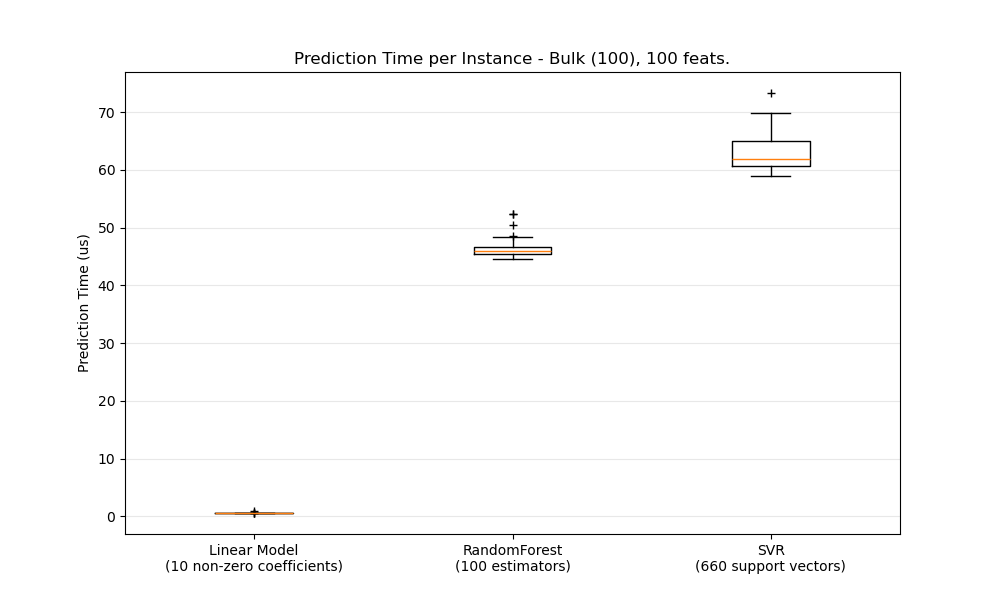 Prediction Time per Instance - Bulk (100), 100 feats.
Prediction Time (us)
70
60
50
40
30
20
10
0
Linear Model
(10 non-zero coefficients)
RandomForest
(100 estimators)
SVR
(660 support vectors)